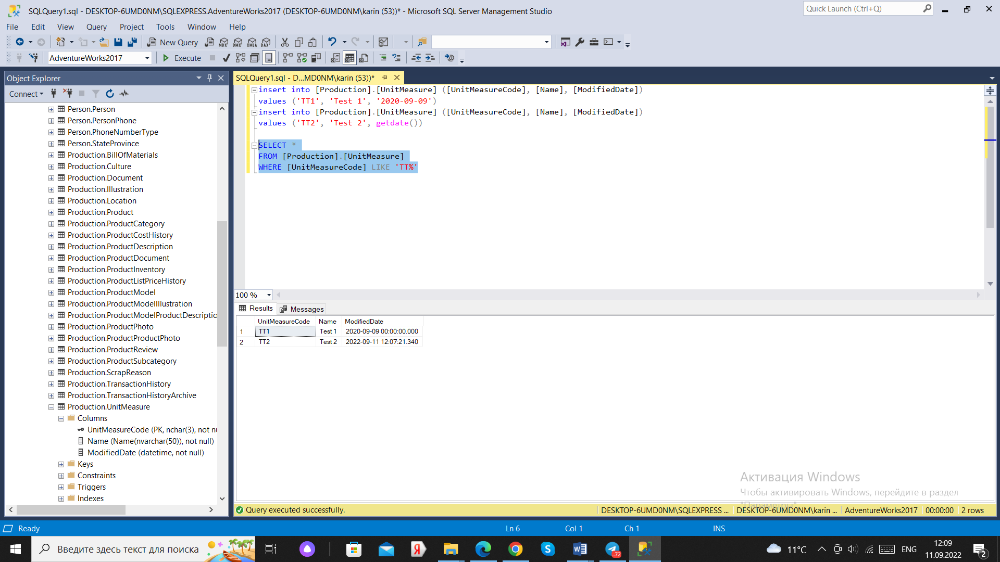 SQLQuery1.sql - DESKTOP-6UMD0NM\SQLEXPRESS.AdventureWorks2017 (DESKTOP-6UMD0NM\karin (53))* - Microsoft SQL Server Management Studio
Quick Launch (Ctrl+Q)
File Edit View Query Project Tools Window Help
New Query MDX DMX XMLA DAX
AdventureWorks2017 Execute
Object Explorer
Connect
Person.Person
Person.PersonPhone
Person.PhoneNumberType
Person.StateProvince
Production.BillOfMaterials
Production.Culture
Production.Document
Production.Illustration
Production.Location
Production.Product
Production.ProductCategory
Production.ProductCostHistory
Production.ProductDescription
Production.ProductDocument
Production.ProductInventory
Production.ProductListPriceHistory
Production.ProductModel
Production.ProductModelIllustration
Production.ProductModelProductDescriptic
Production.ProductPhoto
Production.ProductProductPhoto
Production.ProductReview
Production.ProductSubcategory
Production.ScrapReason
Production.TransactionHistory
Production.TransactionHistoryArchive
Production.UnitMeasure
Columns
UnitMeasureCode (PK, nchar(3), not nu
Name (Name(nvarchar(50)), not null)
ModifiedDate (datetime, not null)
Keys
Constraints
Triggers
Indexes
SQLQuery1.sql - D...MD0NM\karin (53))*
insert into [Production].[UnitMeasure] ([UnitMeasureCode], [Name], [ModifiedDate])
values ('TT1', 'Test 1', '2020-09-09')
insert into [Production].[UnitMeasure] ([UnitMeasureCode], [Name], [ModifiedDate])
values ('TT2', 'Test 2', getdate())
SELECT *
FROM [Production].[UnitMeasure]
WHERE [UnitMeasureCode] LIKE 'TT%'
100 %
Results Messages
UnitMeasureCode Name ModifiedDate
1 TT1 Test 1 2020-09-09 00:00:00.000
2 TT2 Test 2 2022-09-11 12:07:21.340
Активация Windows
Чтобы активировать Windows, перейдите в раздел
"Параметры".
Query executed successfully. DESKTOP-6UMD0NM\SQLEXPRESS ... DESKTOP-6UMD0NM\karin ... AdventureWorks2017 00:00:00 2 rows
Ready Ln 6 Col 1 Ch 1 INS
Введите здесь текст для поиска 72 11°C ENG 12:09
11.09.2022 2